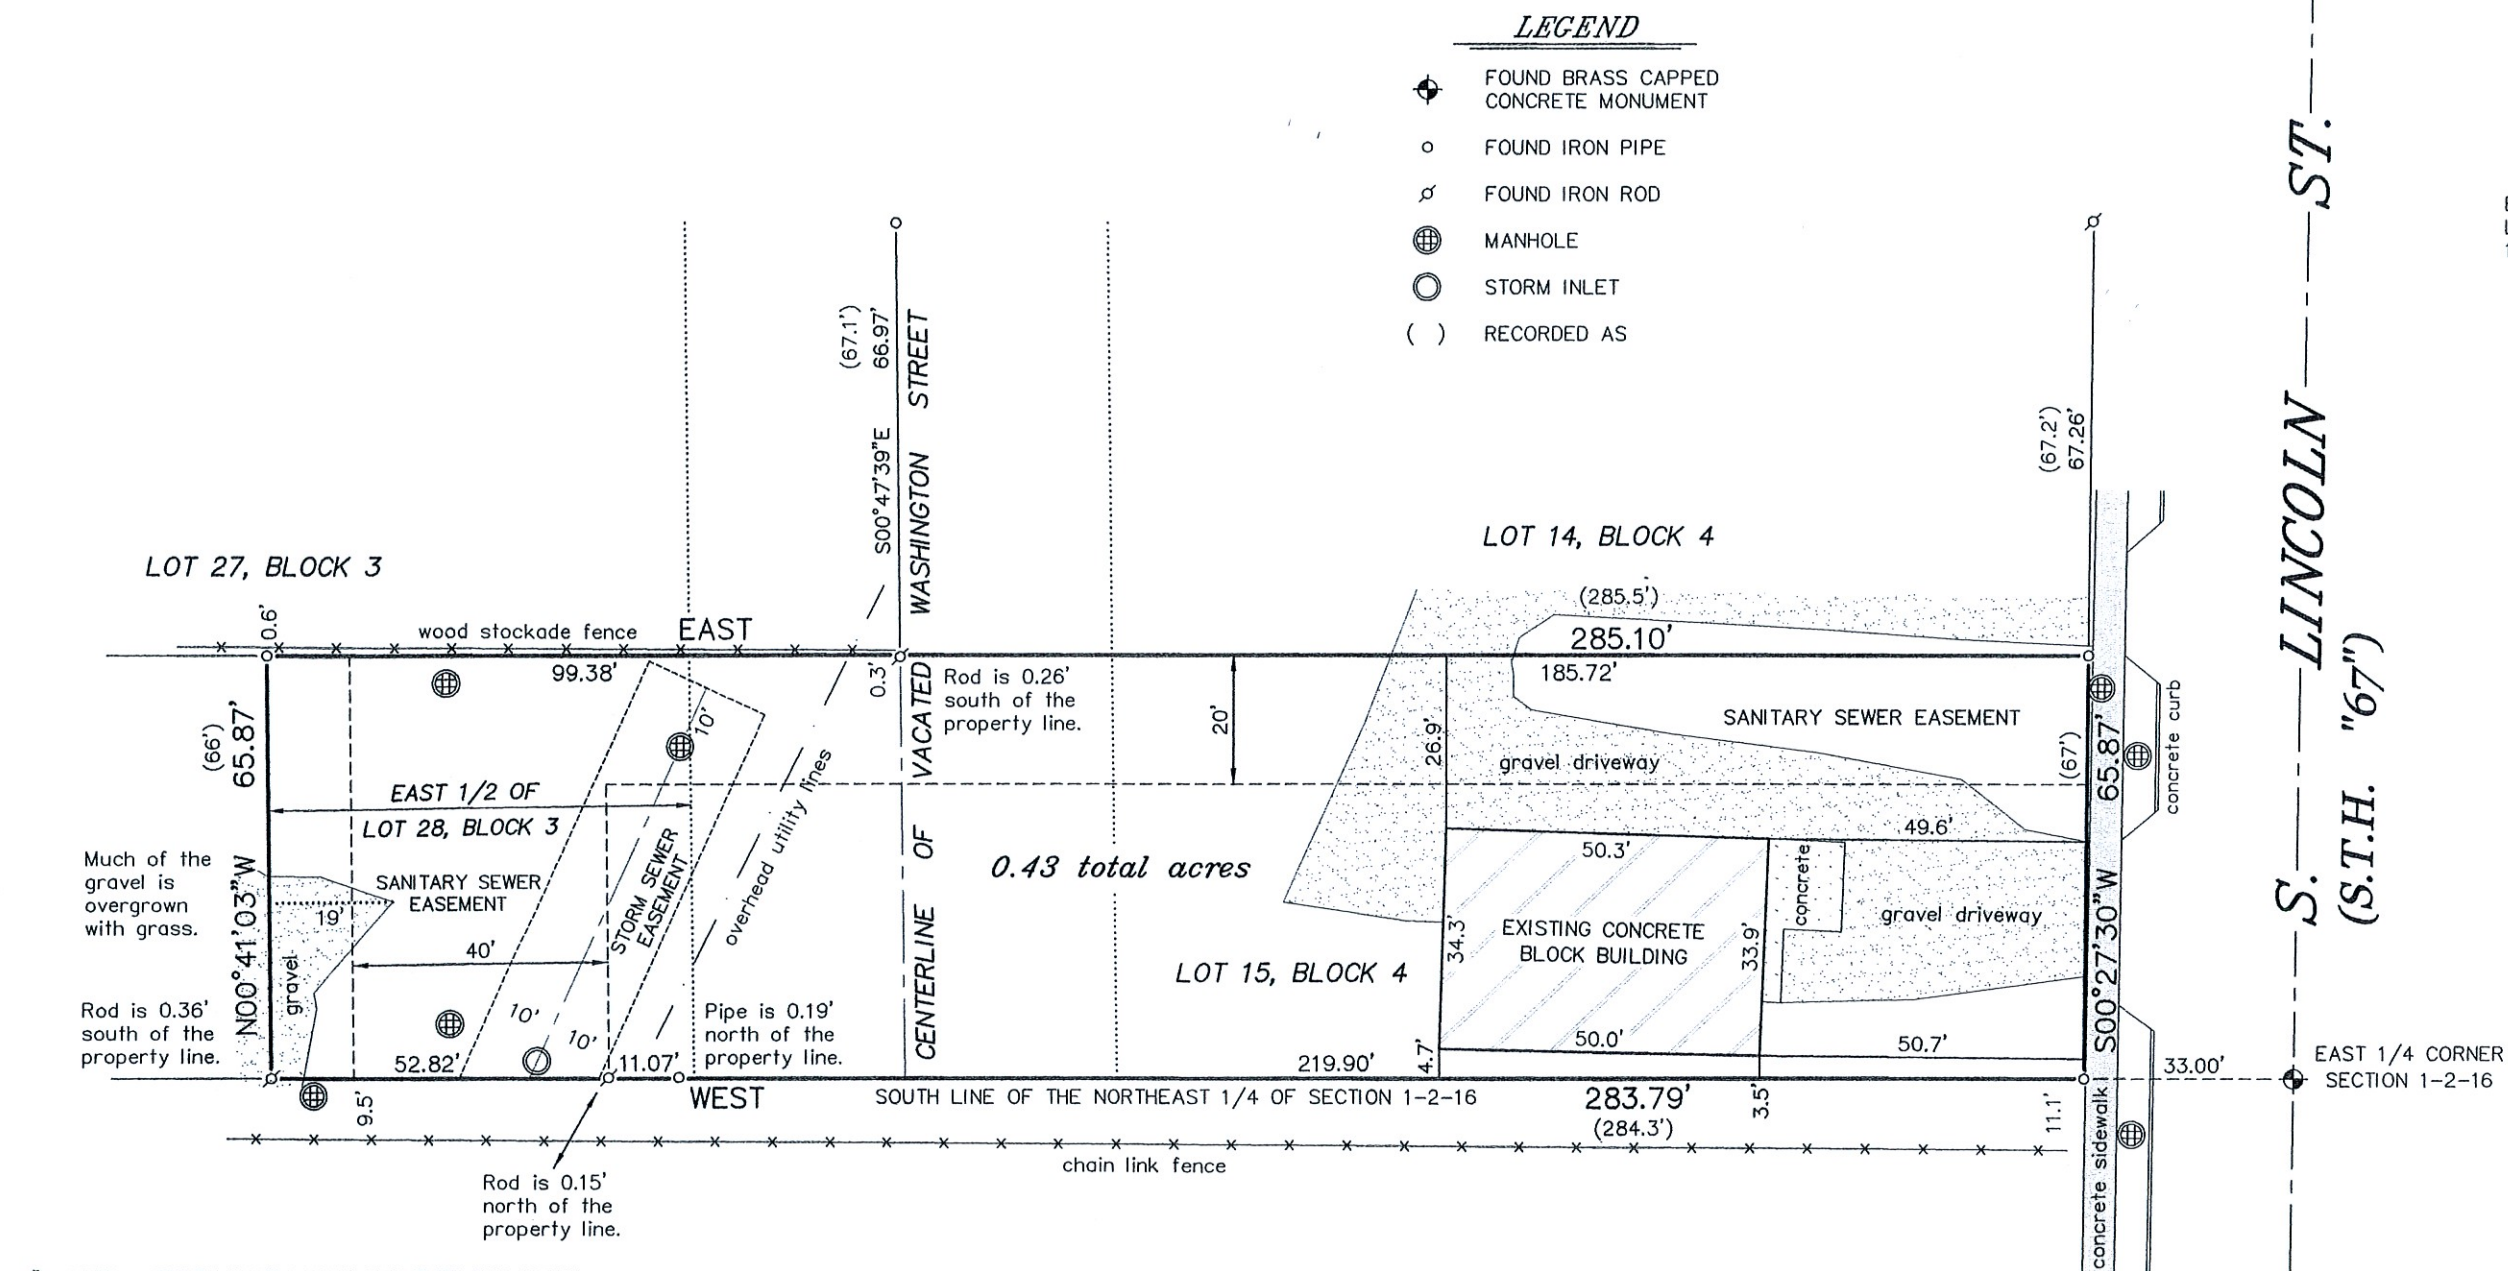 LEGEND
FOUND BRASS CAPPED
CONCRETE MONUMENT
FOUND IRON PIPE
FOUND IRON ROD
MANHOLE
STORM INLET
( ) RECORDED AS
S. LINCOLN ST.
(S.T.H. "67")
(67.1')
66.97'
S00°47'39"E
WASHINGTON STREET
(67.2')
67.26'
LOT 27, BLOCK 3
LOT 14, BLOCK 4
0.6'
wood stockade fence
EAST
(285.5')
285.10'
99.38'
0.3'
Rod is 0.26'
south of the
property line.
185.72'
20'
26.9'
SANITARY SEWER EASEMENT
gravel driveway
(67')
65.87'
S00°27'30"W
concrete curb
(66')
65.87'
N00°41'03"W
10'
EAST 1/2 OF
LOT 28, BLOCK 3
STORM SEWER
EASEMENT
overhead utility lines
CENTERLINE OF VACATED
0.43 total acres
49.6'
50.3'
concrete
gravel driveway
Much of the
gravel is
overgrown
with grass.
SANITARY SEWER
EASEMENT
19'
gravel
40'
EXISTING CONCRETE
BLOCK BUILDING
34.3'
33.9'
LOT 15, BLOCK 4
Rod is 0.36'
south of the
property line.
10'
10'
Pipe is 0.19'
north of the
property line.
52.82'
11.07'
219.90'
4.7'
50.0'
50.7'
33.00'
EAST 1/4 CORNER
SECTION 1-2-16
9.5'
WEST
SOUTH LINE OF THE NORTHEAST 1/4 OF SECTION 1-2-16
283.79'
(284.3')
3.5'
11.1'
concrete sidewalk
chain link fence
Rod is 0.15'
north of the
property line.